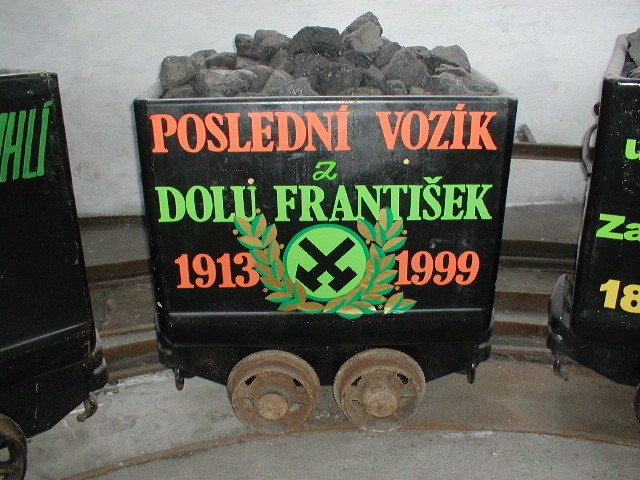 POSLEDNÍ VOZÍK
z
DOLU FRANTIŠEK
1913 1999